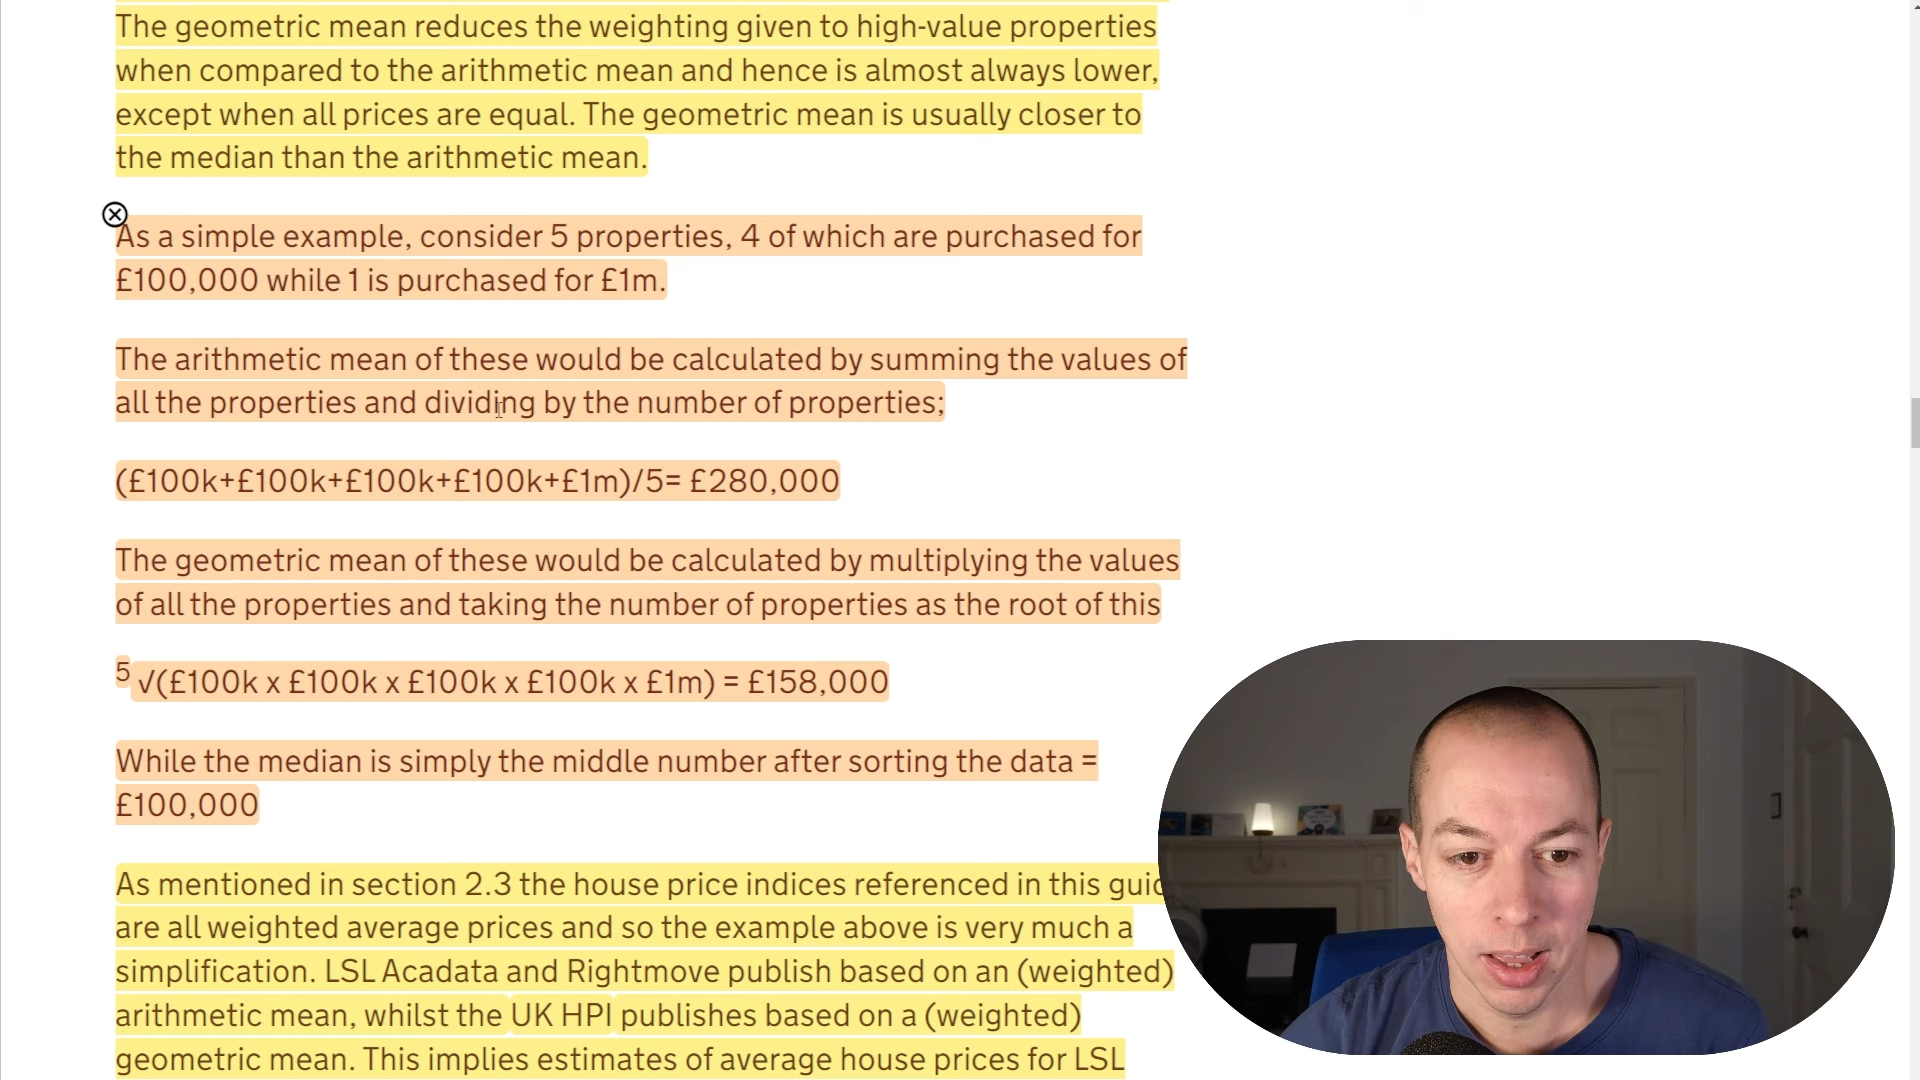 The geometric mean reduces the weighting given to high-value properties
when compared to the arithmetic mean and hence is almost always lower,
except when all prices are equal. The geometric mean is usually closer to
the median than the arithmetic mean.
As a simple example, consider 5 properties, 4 of which are purchased for
£100,000 while 1 is purchased for £1m.
The arithmetic mean of these would be calculated by summing the values of
all the properties and dividing by the number of properties;
(£100k+£100k+£100k+£100k+£1m)/5= £280,000
The geometric mean of these would be calculated by multiplying the values
of all the properties and taking the number of properties as the root of this
5 √(£100k x £100k x £100k x £100k x £1m) = £158,000
While the median is simply the middle number after sorting the data =
£100,000
As mentioned in section 2.3 the house price indices referenced in this guid
are all weighted average prices and so the example above is very much a
simplification. LSL Acadata and Rightmove publish based on an (weighted)
arithmetic mean, whilst the UK HPI publishes based on a (weighted)
geometric mean. This implies estimates of average house prices for LSL